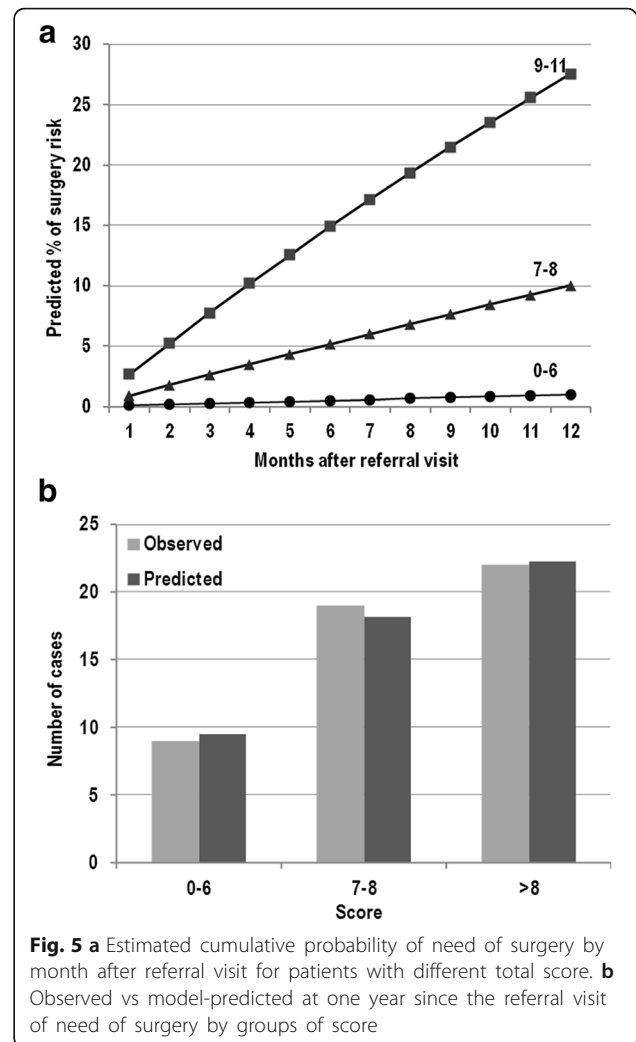 a
30
25
20
15
10
5
0
Predicted % of surgery risk
9-11
7-8
0-6
1 2 3 4 5 6 7 8 9 10 11 12
Months after referral visit
b
25
20
15
10
5
0
Number of cases
Observed
Predicted
0-6 7-8 >8
Score
Fig. 5 a Estimated cumulative probability of need of surgery by
month after referral visit for patients with different total score. b
Observed vs model-predicted at one year since the referral visit
of need of surgery by groups of score